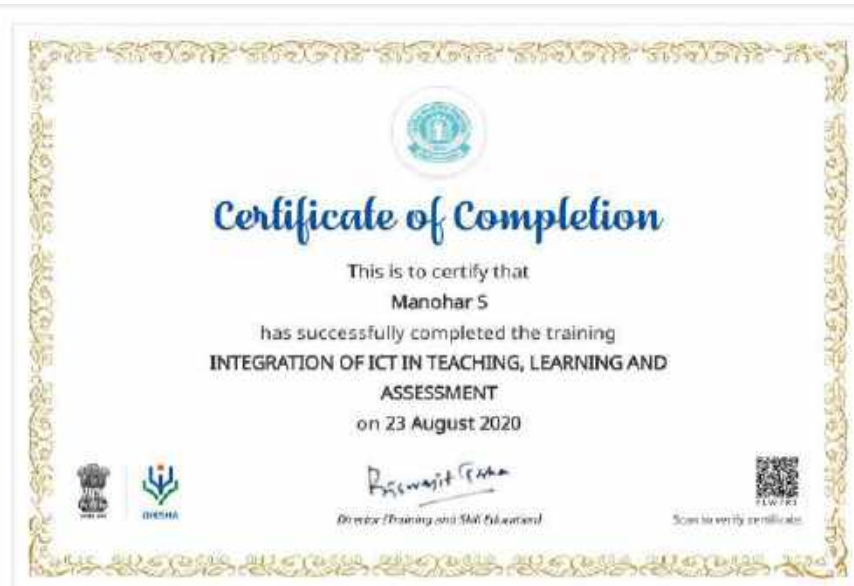 Certificate of Completion
This is to certify that
Manohar S
has successfully completed the training
INTEGRATION OF ICT IN TEACHING, LEARNING AND
ASSESSMENT
on 23 August 2020
DIKSHA
Director (Training and Skill Education)
Scan to verify certificate